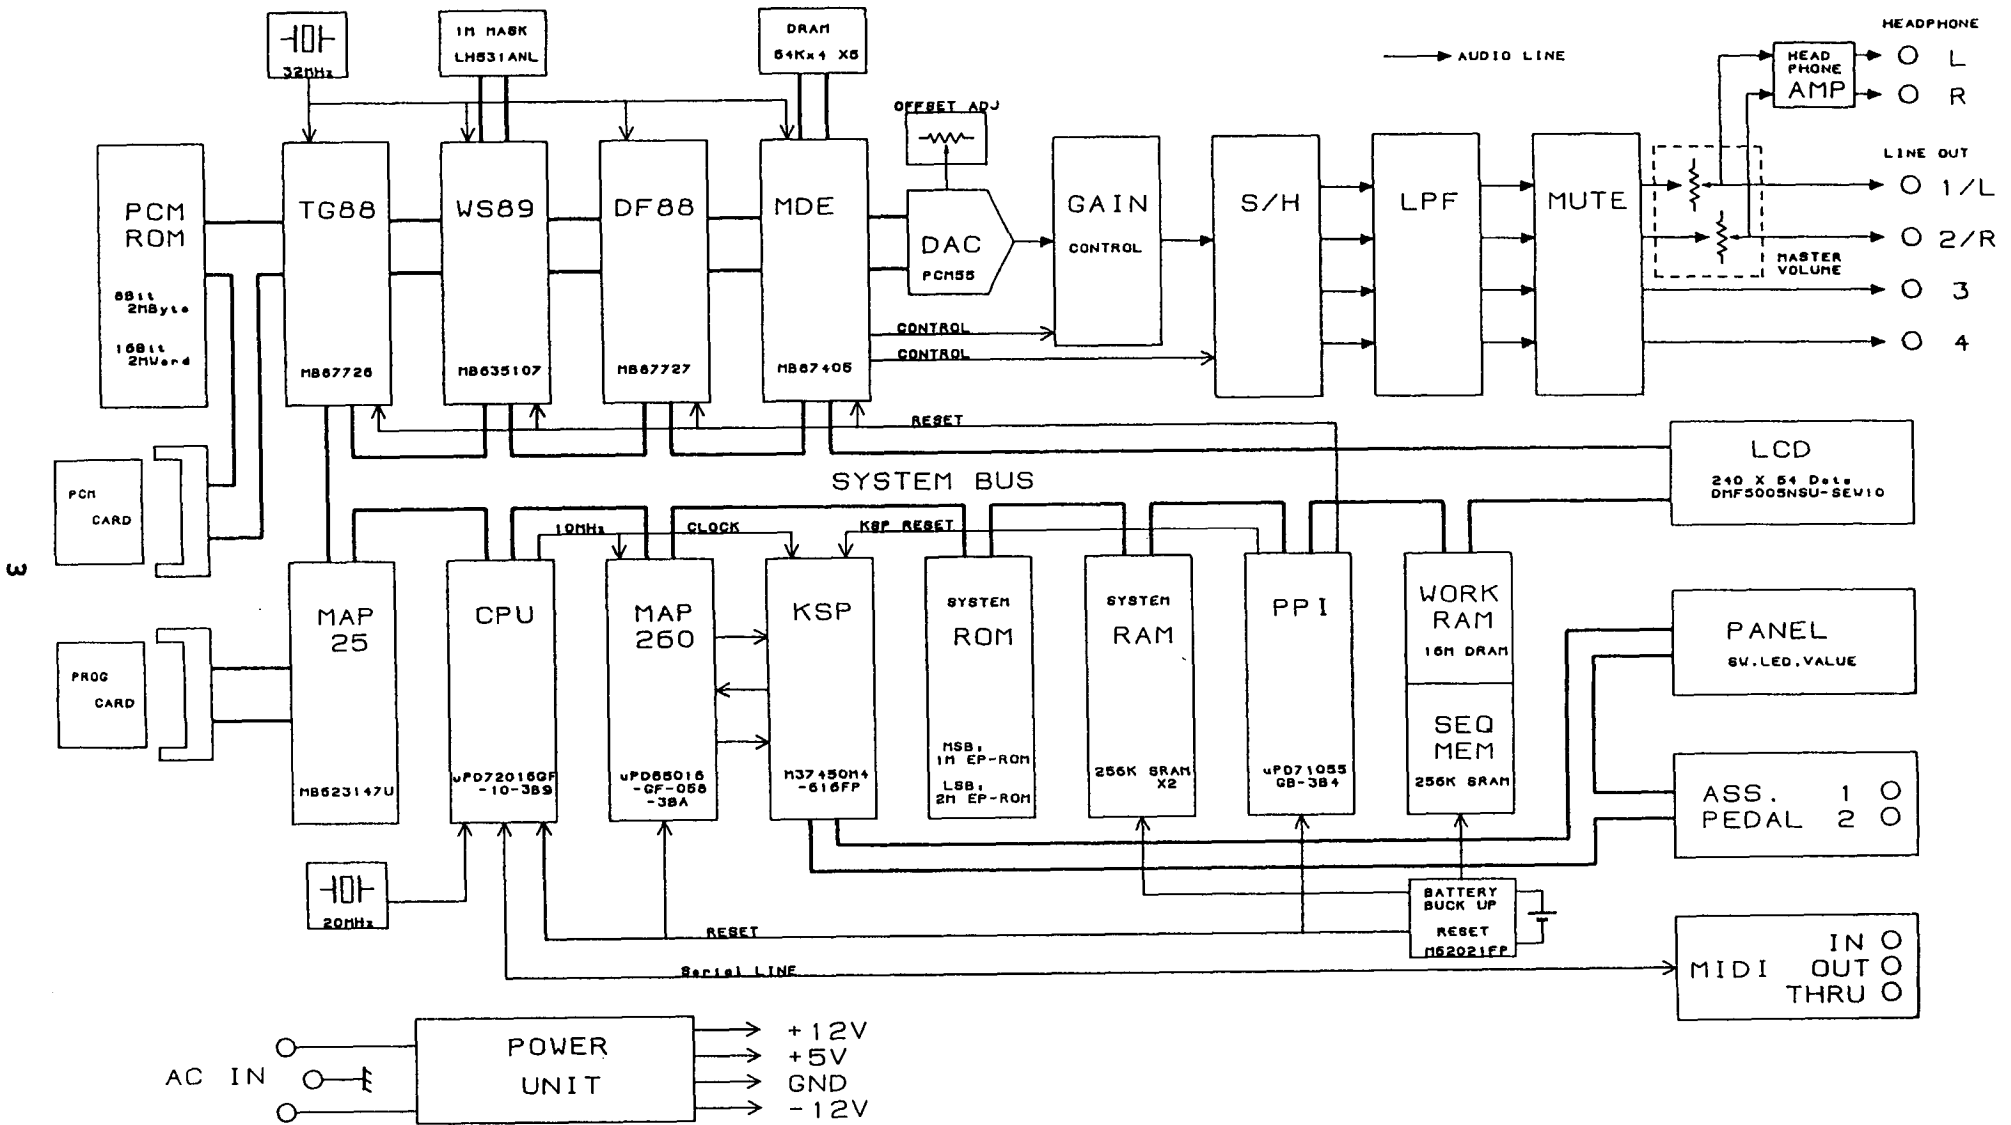 32MHz
1M MASK
LH531ANL
DRAM
64Kx4 X6
AUDIO LINE
HEADPHONE
HEAD
PHONE
AMP
L
R
OFFSET ADJ
PCM
ROM
8Bit
2MByte
16Bit
2MWord
TG88
MB87726
WS89
MB635107
DF88
MB87727
MDE
MB87405
DAC
PCM55
GAIN
CONTROL
CONTROL
CONTROL
S/H
LPF
MUTE
MASTER
VOLUME
LINE OUT
1/L
2/R
3
4
RESET
LCD
240 X 64 Dots
DMF5005NSU-SEW10
SYSTEM BUS
PCM
CARD
10MHz
CLOCK
KSP RESET
3
PROG
CARD
MAP
25
MB623147U
CPU
uPD72016GF
-10-3B9
MAP
260
uPD65016
-GF-058
-3BA
KSP
M37450M4
-616FP
SYSTEM
ROM
MSB:
1M EP-ROM
LSB:
2M EP-ROM
SYSTEM
RAM
256K SRAM
X2
PPI
uPD71055
GB-3B4
WORK
RAM
16M DRAM
SEQ
MEM
256K SRAM
PANEL
SW.LED.VALUE
ASS. 1
PEDAL 2
20MHz
RESET
Serial LINE
BATTERY
BUCK UP
RESET
M62021FP
MIDI
IN
OUT
THRU
AC IN
POWER
UNIT
+12V
+5V
GND
-12V